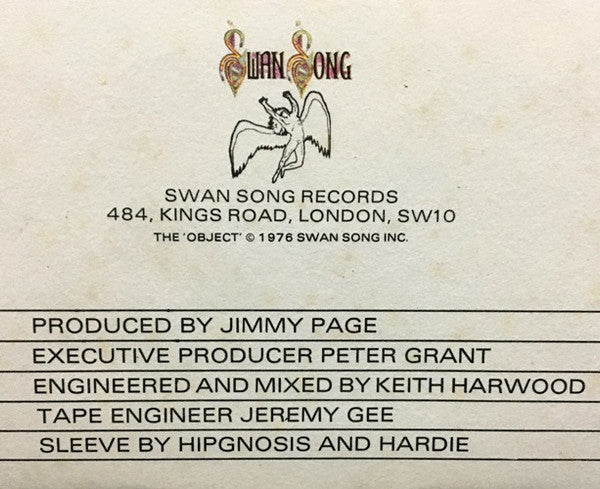 SWAN SONG
SWAN SONG RECORDS
484, KINGS ROAD, LONDON, SW10
THE 'OBJECT' © 1976 SWAN SONG INC.
PRODUCED BY JIMMY PAGE
EXECUTIVE PRODUCER PETER GRANT
ENGINEERED AND MIXED BY KEITH HARWOOD
TAPE ENGINEER JEREMY GEE
SLEEVE BY HIPGNOSIS AND HARDIE